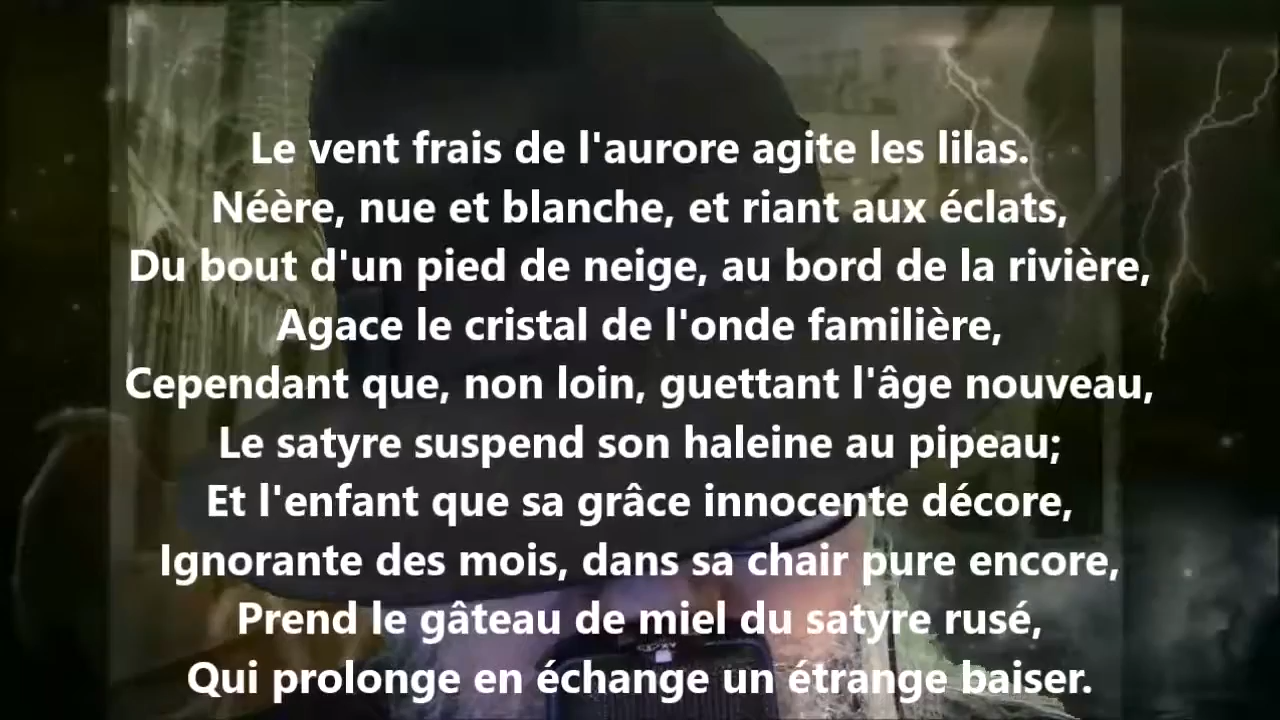 Le vent frais de l'aurore agite les lilas.
Néère, nue et blanche, et riant aux éclats,
Du bout d'un pied de neige, au bord de la rivière,
Agace le cristal de l'onde familière,
Cependant que, non loin, guettant l'âge nouveau,
Le satyre suspend son haleine au pipeau;
Et l'enfant que sa grâce innocente décore,
Ignorante des mois, dans sa chair pure encore,
Prend le gâteau de miel du satyre rusé,
Qui prolonge en échange un étrange baiser.